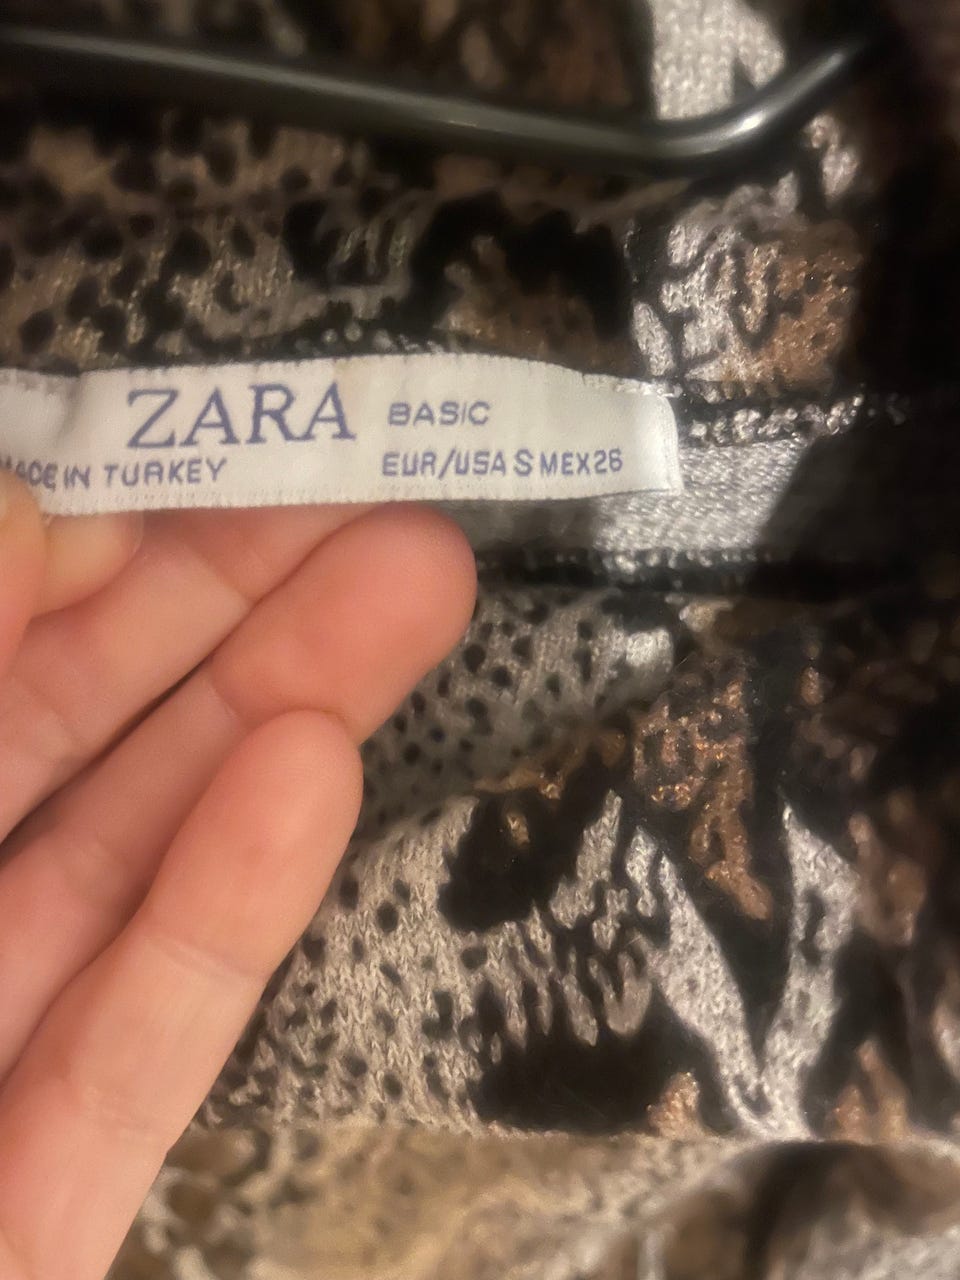 ZARA BASIC
MADE IN TURKEY EUR/USA S MEX 26